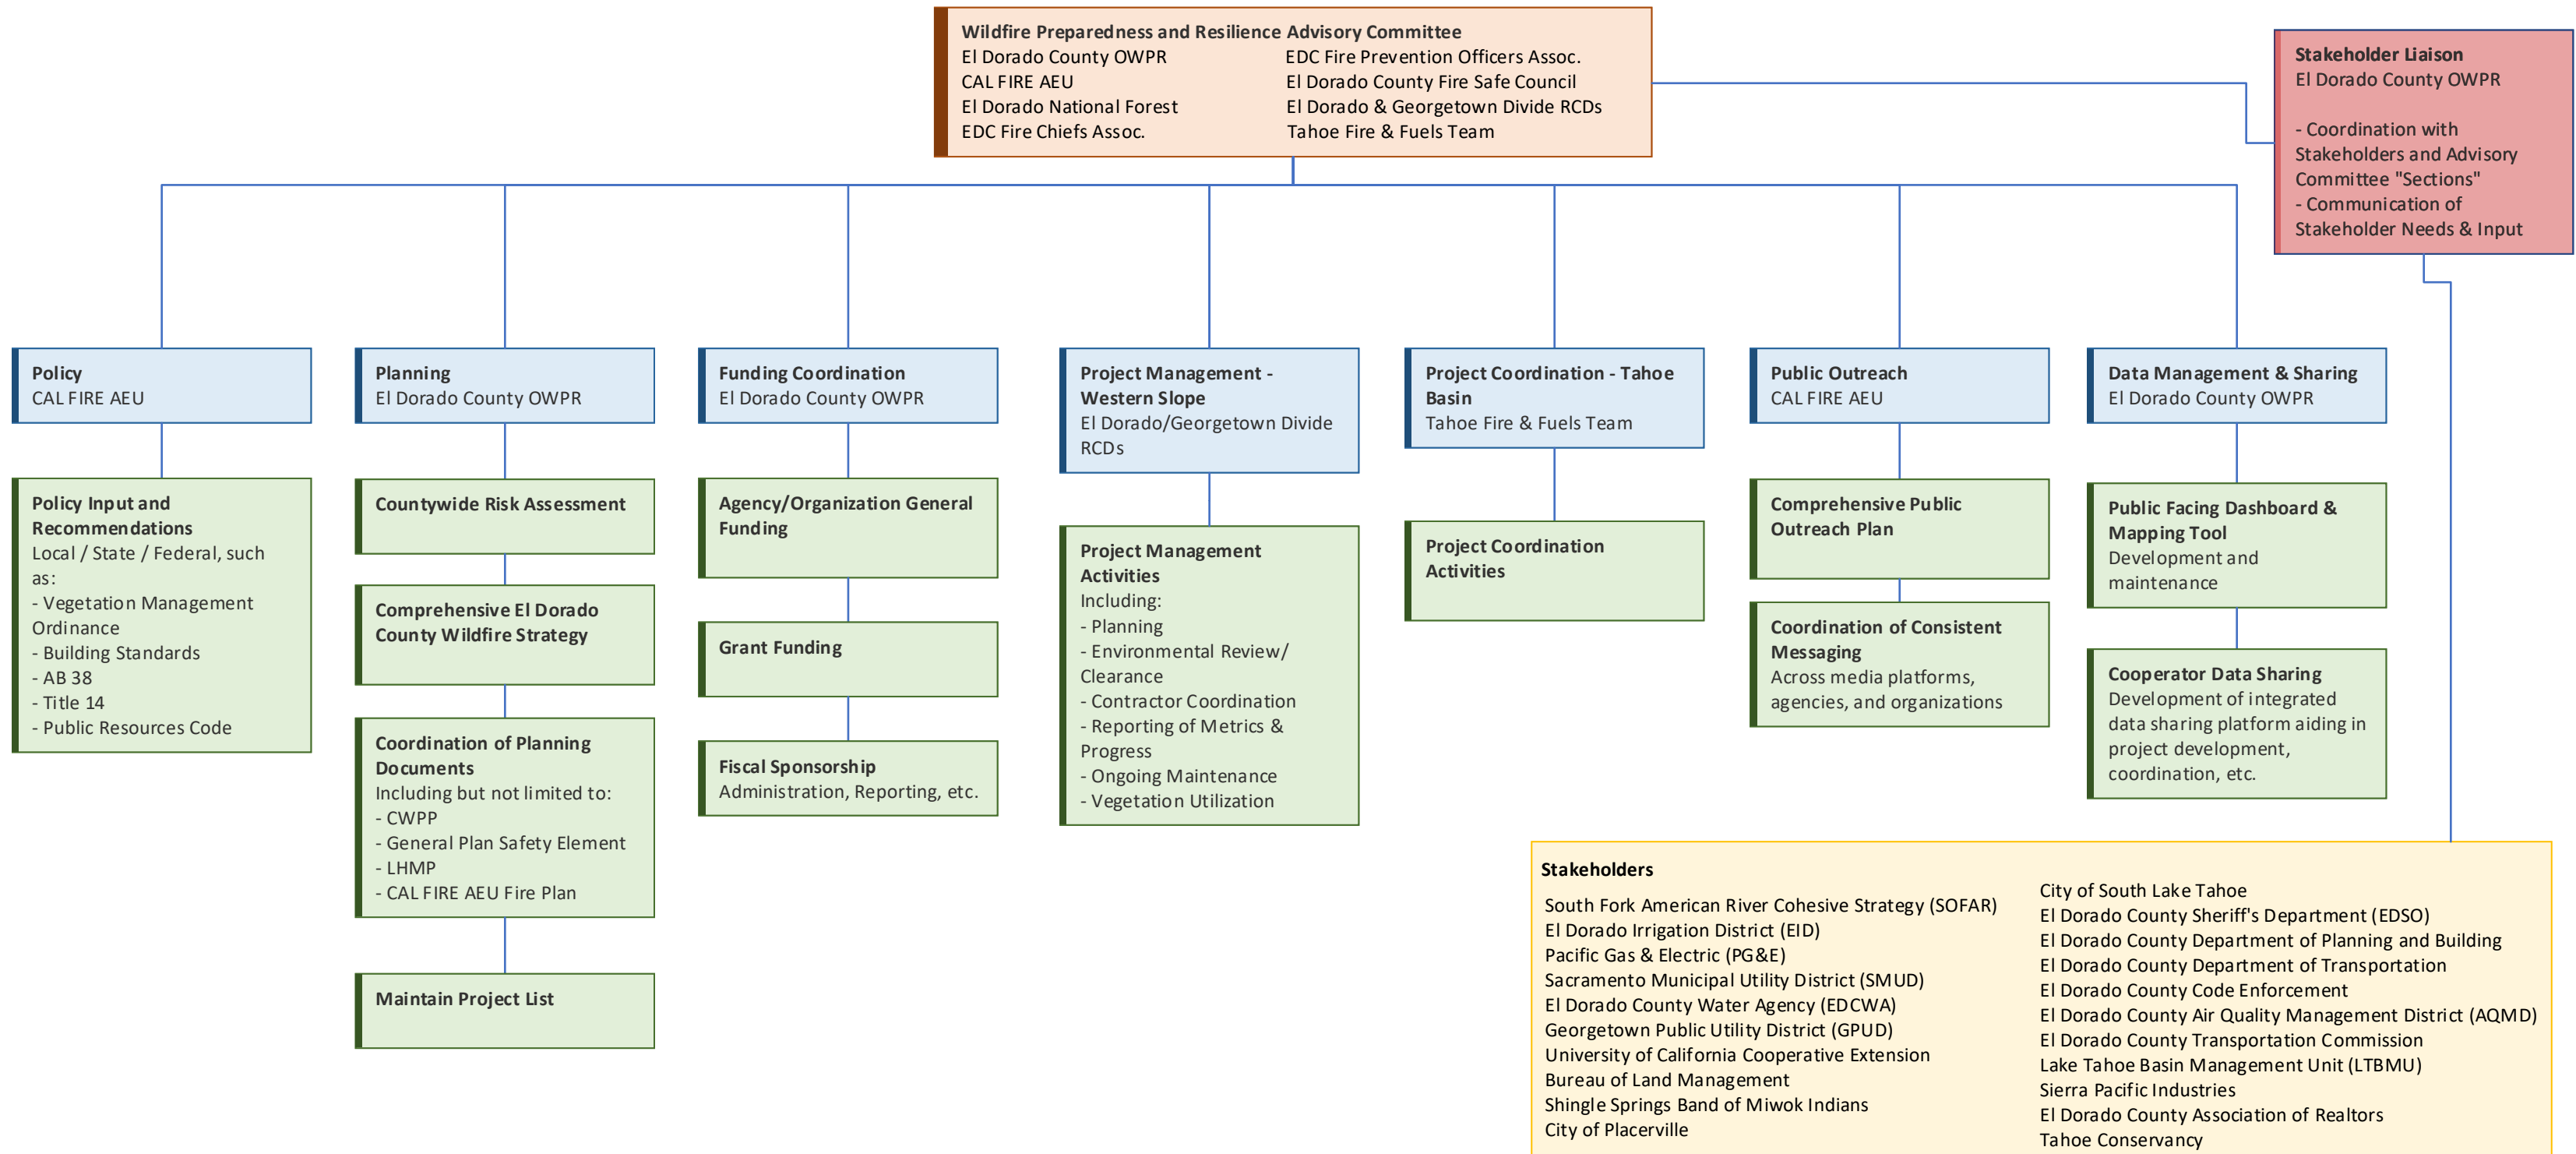 Wildfire Preparedness and Resilience Advisory Committee
El Dorado County OWPR
CAL FIRE AEU
El Dorado National Forest
EDC Fire Chiefs Assoc.
EDC Fire Prevention Officers Assoc.
El Dorado County Fire Safe Council
El Dorado & Georgetown Divide RCDs
Tahoe Fire & Fuels Team
Stakeholder Liaison
El Dorado County OWPR
- Coordination with
Stakeholders and Advisory
Committee "Sections"
- Communication of
Stakeholder Needs & Input
Policy
CAL FIRE AEU
Policy Input and
Recommendations
Local / State / Federal, such
as:
- Vegetation Management
Ordinance
- Building Standards
- AB 38
- Title 14
- Public Resources Code
Planning
El Dorado County OWPR
Countywide Risk Assessment
Comprehensive El Dorado
County Wildfire Strategy
Coordination of Planning
Documents
Including but not limited to:
- CWPP
- General Plan Safety Element
- LHMP
- CAL FIRE AEU Fire Plan
Maintain Project List
Funding Coordination
El Dorado County OWPR
Agency/Organization General
Funding
Grant Funding
Fiscal Sponsorship
Administration, Reporting, etc.
Project Management -
Western Slope
El Dorado/Georgetown Divide
RCDs
Project Management
Activities
Including:
- Planning
- Environmental Review/
Clearance
- Contractor Coordination
- Reporting of Metrics &
Progress
- Ongoing Maintenance
- Vegetation Utilization
Project Coordination - Tahoe
Basin
Tahoe Fire & Fuels Team
Project Coordination
Activities
Public Outreach
CAL FIRE AEU
Comprehensive Public
Outreach Plan
Coordination of Consistent
Messaging
Across media platforms,
agencies, and organizations
Data Management & Sharing
El Dorado County OWPR
Public Facing Dashboard &
Mapping Tool
Development and
maintenance
Cooperator Data Sharing
Development of integrated
data sharing platform aiding in
project development,
coordination, etc.
Stakeholders
South Fork American River Cohesive Strategy (SOFAR)
El Dorado Irrigation District (EID)
Pacific Gas & Electric (PG&E)
Sacramento Municipal Utility District (SMUD)
El Dorado County Water Agency (EDCWA)
Georgetown Public Utility District (GPUD)
University of California Cooperative Extension
Bureau of Land Management
Shingle Springs Band of Miwok Indians
City of Placerville
City of South Lake Tahoe
El Dorado County Sheriff's Department (EDSO)
El Dorado County Department of Planning and Building
El Dorado County Department of Transportation
El Dorado County Code Enforcement
El Dorado County Air Quality Management District (AQMD)
El Dorado County Transportation Commission
Lake Tahoe Basin Management Unit (LTBMU)
Sierra Pacific Industries
El Dorado County Association of Realtors
Tahoe Conservancy